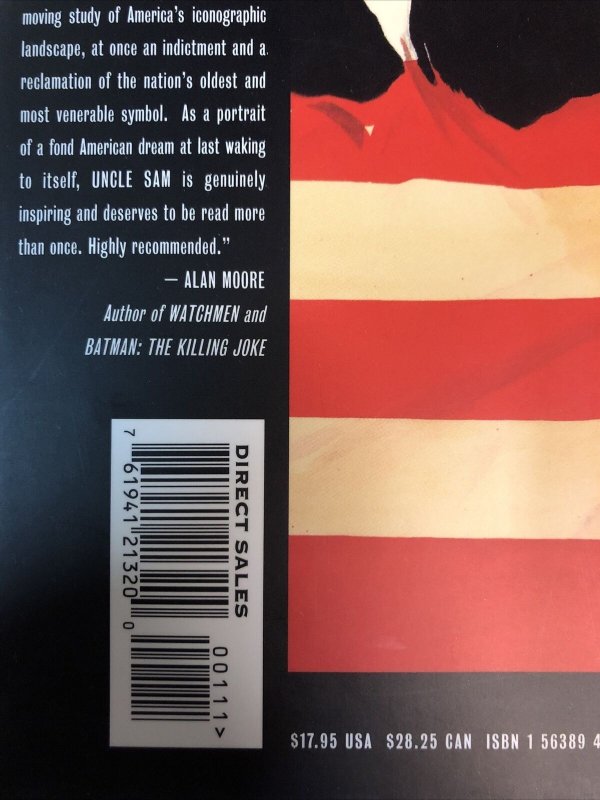 moving study of America's iconographic
landscape, at once an indictment and a
reclamation of the nation's oldest and
most venerable symbol. As a portrait
of a fond American dream at last waking
to itself, UNCLE SAM is genuinely
inspiring and deserves to be read more
than once. Highly recommended."
— ALAN MOORE
Author of WATCHMEN and
BATMAN: THE KILLING JOKE
DIRECT SALES
7 61941 21320 0
00111>
$17.95 USA $28.25 CAN ISBN 1 56389 4